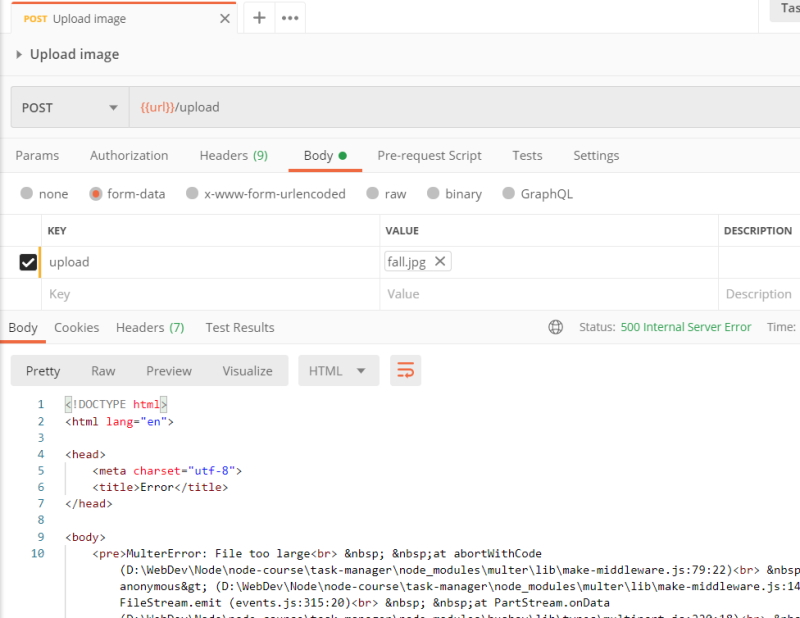 POST Upload image
Tas
Upload image
POST {{url}}/upload
Params Authorization Headers (9) Body Pre-request Script Tests Settings
none form-data x-www-form-urlencoded raw binary GraphQL
KEY VALUE DESCRIPTION
upload fall.jpg
Key Value Description
Body Cookies Headers (7) Test Results Status: 500 Internal Server Error Time:
Pretty Raw Preview Visualize HTML
1 <!DOCTYPE html>
2 <html lang="en">
3
4 <head>
5 <meta charset="utf-8">
6 <title>Error</title>
7 </head>
8
9 <body>
10 <pre>MulterError: File too large<br> &nbsp; &nbsp;at abortWithCode
(D:\WebDev\Node\node-course\task-manager\node_modules\multer\lib\make-middleware.js:79:22)<br> &nbsp
anonymous&gt; (D:\WebDev\Node\node-course\task-manager\node_modules\multer\lib\make-middleware.js:14
FileStream.emit (events.js:315:20)<br> &nbsp; &nbsp;at PartStream.onData